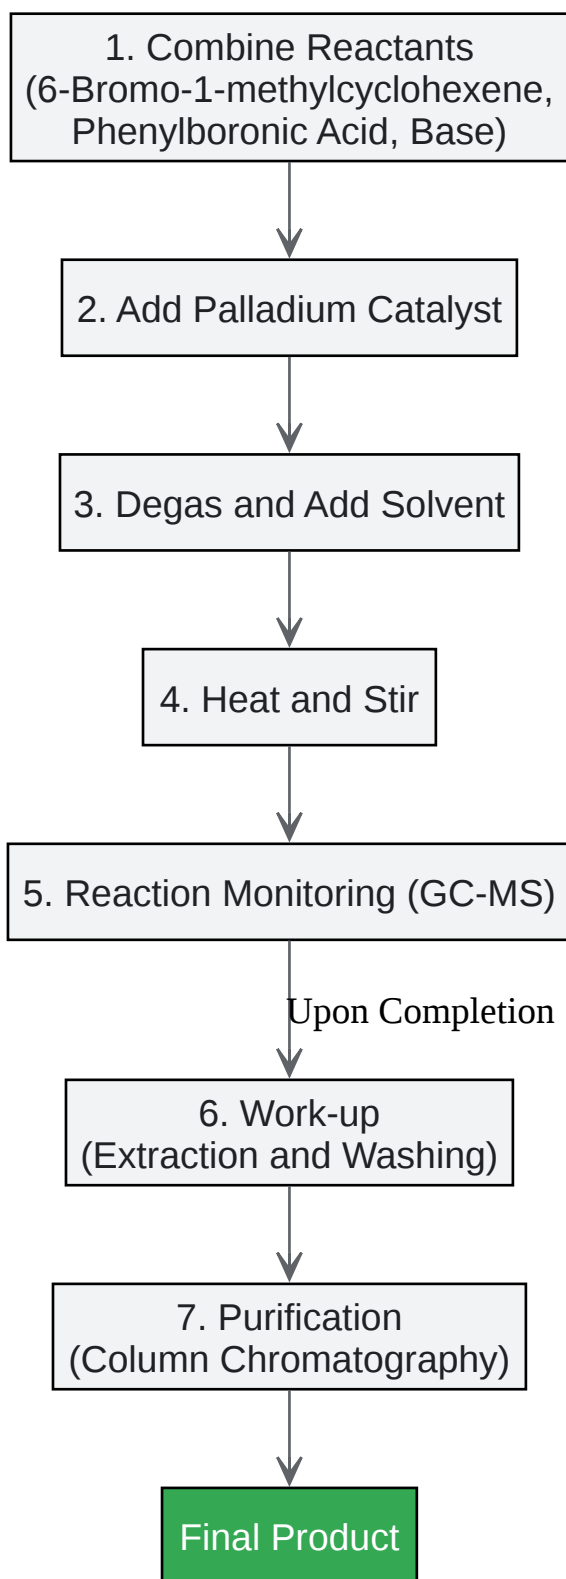 1. Combine Reactants
(6-Bromo-1-methylcyclohexene,
Phenylboronic Acid, Base)
2. Add Palladium Catalyst
3. Degas and Add Solvent
4. Heat and Stir
5. Reaction Monitoring (GC-MS)
Upon Completion
6. Work-up
(Extraction and Washing)
7. Purification
(Column Chromatography)
Final Product